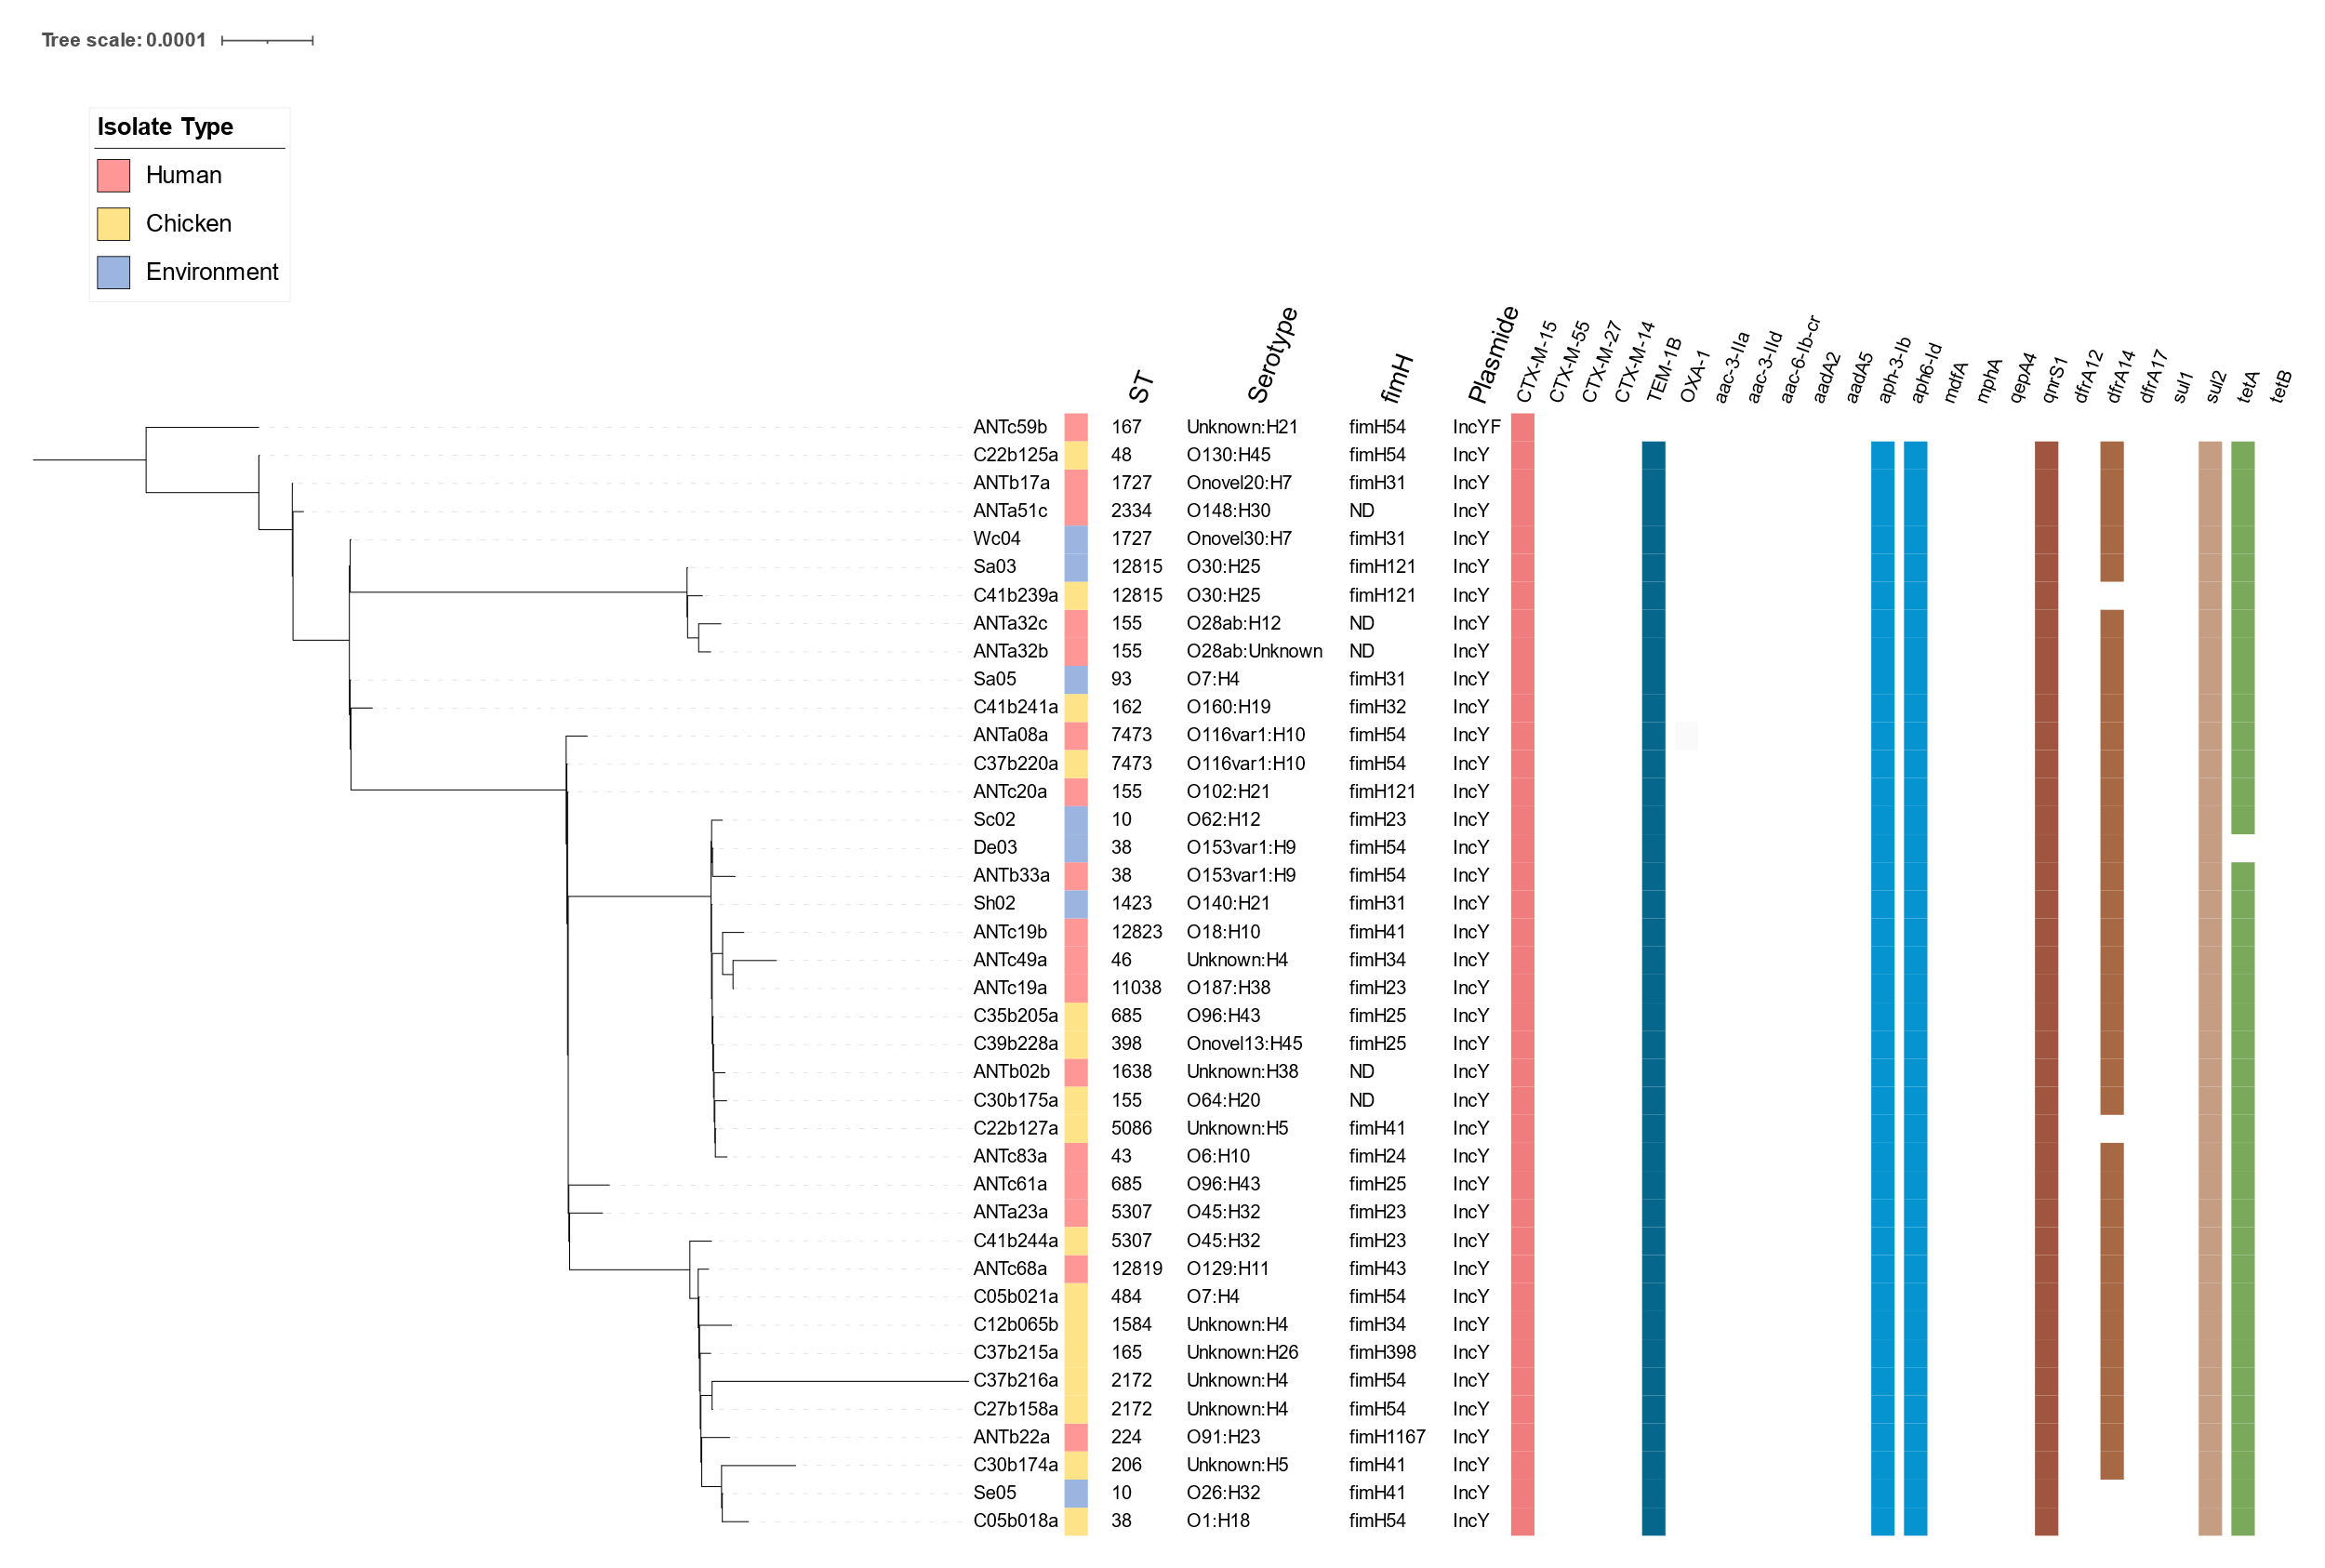 Tree scale: 0.0001
Isolate Type
Human
Chicken
Environment
ST Serotype fimH Plasmide CTX-M-15 CTX-M-55 CTX-M-27 CTX-M-14 TEM-1B OXA-1 aac-3-IIa aac-3-IId aac-6-Ib-cr aadA2 aadA5 aph-3-Ib aph6-Id mdfA mphA qepA4 qnrS1 dfrA12 dfrA14 dfrA17 sul1 sul2 tetA tetB
ANTc59b 167 Unknown:H21 fimH54 IncYF
C22b125a 48 O130:H45 fimH54 IncY
ANTb17a 1727 Onovel20:H7 fimH31 IncY
ANTa51c 2334 O148:H30 ND IncY
Wc04 1727 Onovel30:H7 fimH31 IncY
Sa03 12815 O30:H25 fimH121 IncY
C41b239a 12815 O30:H25 fimH121 IncY
ANTa32c 155 O28ab:H12 ND IncY
ANTa32b 155 O28ab:Unknown ND IncY
Sa05 93 O7:H4 fimH31 IncY
C41b241a 162 O160:H19 fimH32 IncY
ANTa08a 7473 O116var1:H10 fimH54 IncY
C37b220a 7473 O116var1:H10 fimH54 IncY
ANTc20a 155 O102:H21 fimH121 IncY
Sc02 10 O62:H12 fimH23 IncY
De03 38 O153var1:H9 fimH54 IncY
ANTb33a 38 O153var1:H9 fimH54 IncY
Sh02 1423 O140:H21 fimH31 IncY
ANTc19b 12823 O18:H10 fimH41 IncY
ANTc49a 46 Unknown:H4 fimH34 IncY
ANTc19a 11038 O187:H38 fimH23 IncY
C35b205a 685 O96:H43 fimH25 IncY
C39b228a 398 Onovel13:H45 fimH25 IncY
ANTb02b 1638 Unknown:H38 ND IncY
C30b175a 155 O64:H20 ND IncY
C22b127a 5086 Unknown:H5 fimH41 IncY
ANTc83a 43 O6:H10 fimH24 IncY
ANTc61a 685 O96:H43 fimH25 IncY
ANTa23a 5307 O45:H32 fimH23 IncY
C41b244a 5307 O45:H32 fimH23 IncY
ANTc68a 12819 O129:H11 fimH43 IncY
C05b021a 484 O7:H4 fimH54 IncY
C12b065b 1584 Unknown:H4 fimH34 IncY
C37b215a 165 Unknown:H26 fimH398 IncY
C37b216a 2172 Unknown:H4 fimH54 IncY
C27b158a 2172 Unknown:H4 fimH54 IncY
ANTb22a 224 O91:H23 fimH1167 IncY
C30b174a 206 Unknown:H5 fimH41 IncY
Se05 10 O26:H32 fimH41 IncY
C05b018a 38 O1:H18 fimH54 IncY